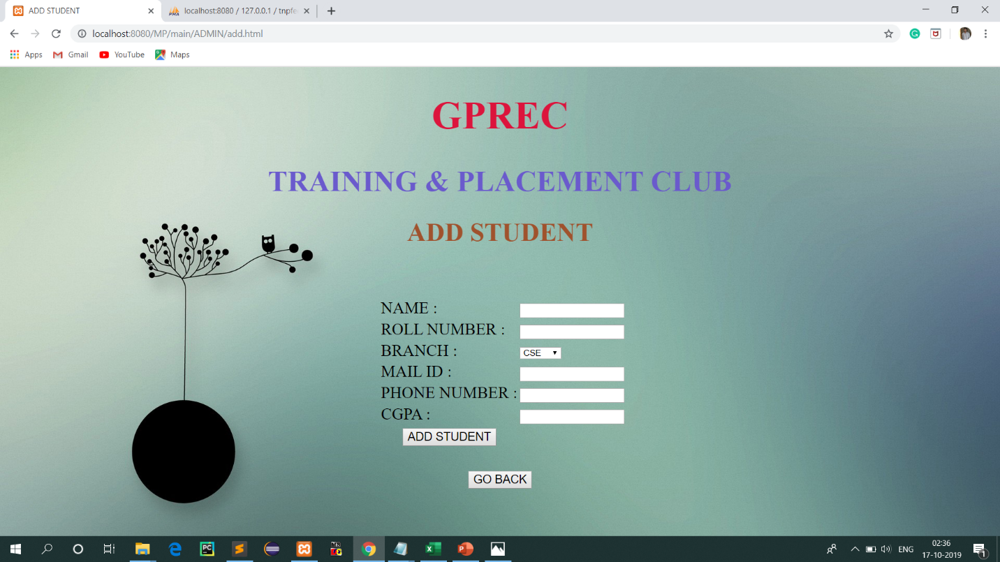 ADD STUDENT
localhost:8080 / 127.0.0.1 / tnpfe
localhost:8080/MP/main/ADMIN/add.html
Apps
Gmail
YouTube
Maps
GPREC
TRAINING & PLACEMENT CLUB
ADD STUDENT
NAME :
ROLL NUMBER :
BRANCH : CSE
MAIL ID :
PHONE NUMBER :
CGPA :
ADD STUDENT
GO BACK
ENG
02:36
17-10-2019
1